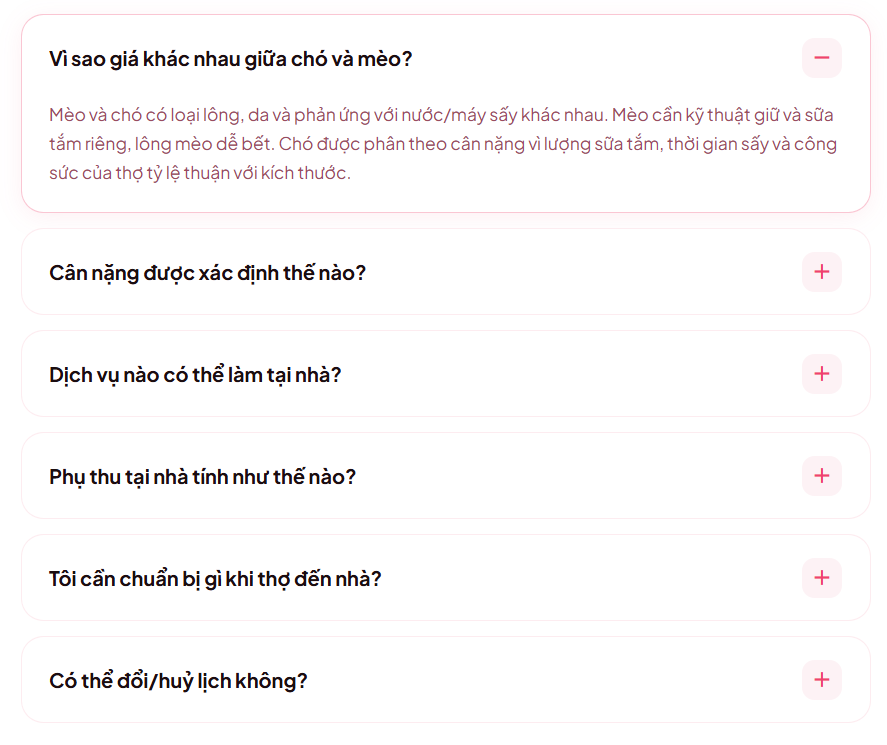 Vì sao giá khác nhau giữa chó và mèo?
Mèo và chó có loại lông, da và phản ứng với nước/máy sấy khác nhau. Mèo cần kỹ thuật giữ và sữa
tắm riêng, lông mèo dễ bết. Chó được phân theo cân nặng vì lượng sữa tắm, thời gian sấy và công
sức của thợ tỷ lệ thuận với kích thước.
Cân nặng được xác định thế nào?
Dịch vụ nào có thể làm tại nhà?
Phụ thu tại nhà tính như thế nào?
Tôi cần chuẩn bị gì khi thợ đến nhà?
Có thể đổi/huỷ lịch không?